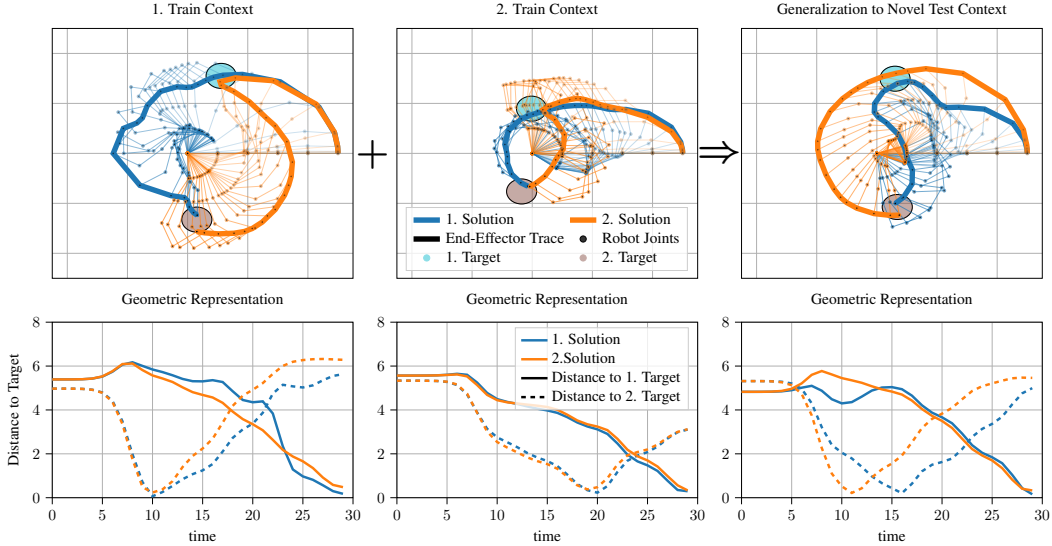 1. Train Context
2. Train Context
Generalization to Novel Test Context
+
⇒
1. Solution
2. Solution
End-Effector Trace
Robot Joints
1. Target
2. Target
Geometric Representation
Geometric Representation
Geometric Representation
Distance to Target
8
6
4
2
0
0 5 10 15 20 25 30
time
8
6
4
2
0
0 5 10 15 20 25 30
time
1. Solution
2.Solution
Distance to 1. Target
Distance to 2. Target
8
6
4
2
0
0 5 10 15 20 25 30
time